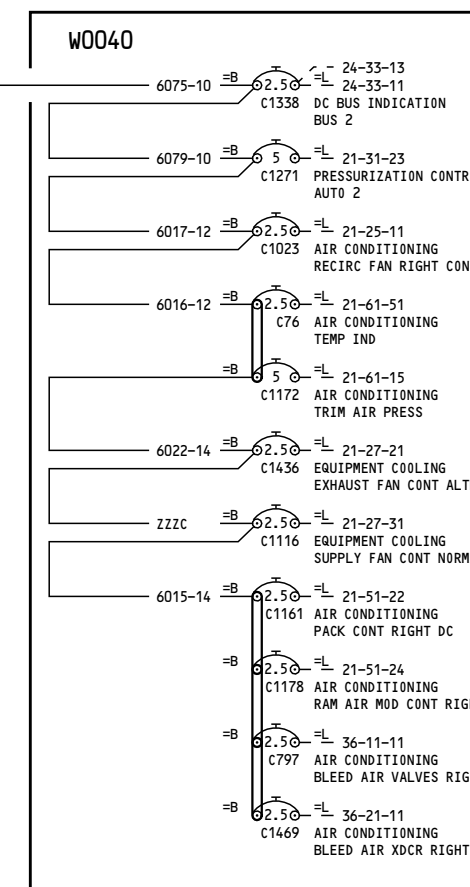 W0040
24-33-13
6075-10 =B 2.5 =L 24-33-11
C1338 DC BUS INDICATION
BUS 2
6079-10 =B 5 =L 21-31-23
C1271 PRESSURIZATION CONTR
AUTO 2
6017-12 =B 2.5 =L 21-25-11
C1023 AIR CONDITIONING
RECIRC FAN RIGHT CON
6016-12 =B 2.5 =L 21-61-51
C76 AIR CONDITIONING
TEMP IND
=B 5 =L 21-61-15
C1172 AIR CONDITIONING
TRIM AIR PRESS
6022-14 =B 2.5 =L 21-27-21
C1436 EQUIPMENT COOLING
EXHAUST FAN CONT ALT
ZZZC =B 2.5 =L 21-27-31
C1116 EQUIPMENT COOLING
SUPPLY FAN CONT NORM
6015-14 =B 2.5 =L 21-51-22
C1161 AIR CONDITIONING
PACK CONT RIGHT DC
=B 2.5 =L 21-51-24
C1178 AIR CONDITIONING
RAM AIR MOD CONT RIG
=B 2.5 =L 36-11-11
C797 AIR CONDITIONING
BLEED AIR VALVES RIG
=B 2.5 =L 36-21-11
C1469 AIR CONDITIONING
BLEED AIR XDCR RIGHT